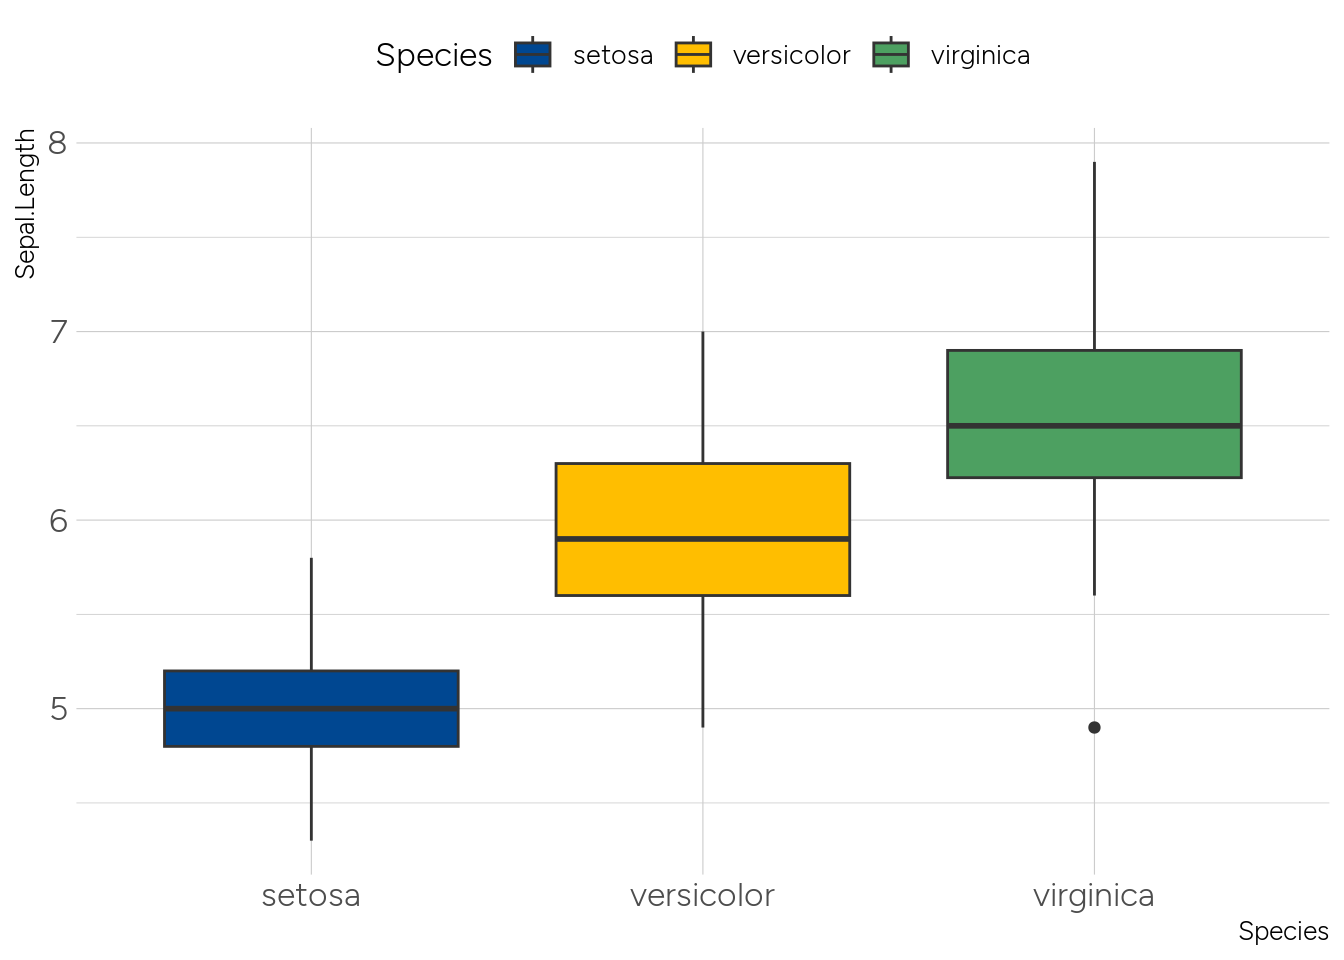 Species setosa versicolor virginica
Sepal.Length
8
7
6
5
setosa versicolor virginica
Species